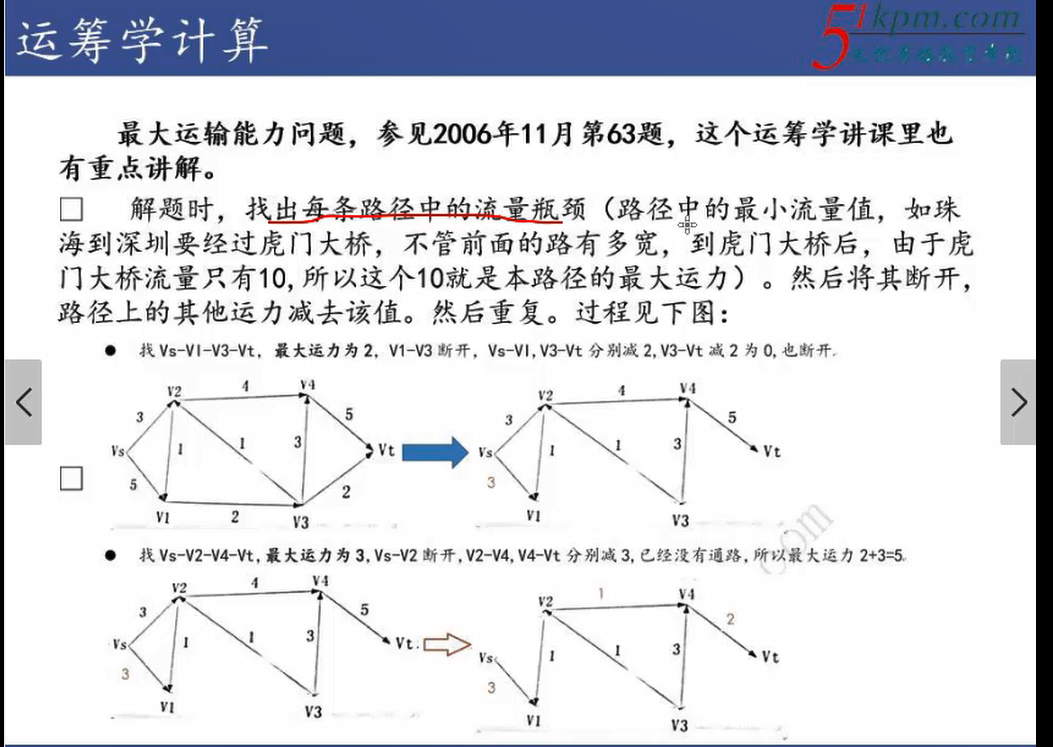 运筹学计算
51kpm.com
最大运输能力问题，参见2006年11月第63题，这个运筹学讲课里也
有重点讲解。
解题时，找出每条路径中的流量瓶颈（路径中的最小流量值，如珠
海到深圳要经过虎门大桥，不管前面的路有多宽，到虎门大桥后，由于虎
门大桥流量只有10,所以这个10就是本路径的最大运力）。然后将其断开，
路径上的其他运力减去该值。然后重复。过程见下图：
● 找 Vs-V1-V3-Vt，最大运力为 2，V1-V3 断开，Vs-V1,V3-Vt 分别减 2,V3-Vt 减 2 为 0,也断开.
V2 4 V4
3 5
1 1 3
Vs Vt
5 2
V1 2 V3
V2 4 V4
3 5
1 1 3
Vs Vt
3
V1 V3
● 找 Vs-V2-V4-Vt,最大运力为 3,Vs-V2 断开,V2-V4,V4-Vt 分别减 3,已经没有通路,所以最大运力 2+3=5.
V2 4 V4
3 5
1 1 3
Vs Vt.
3
V1 V3
V2 1 V4
2
1 1 3
Vs Vt
3
V1 V3
com